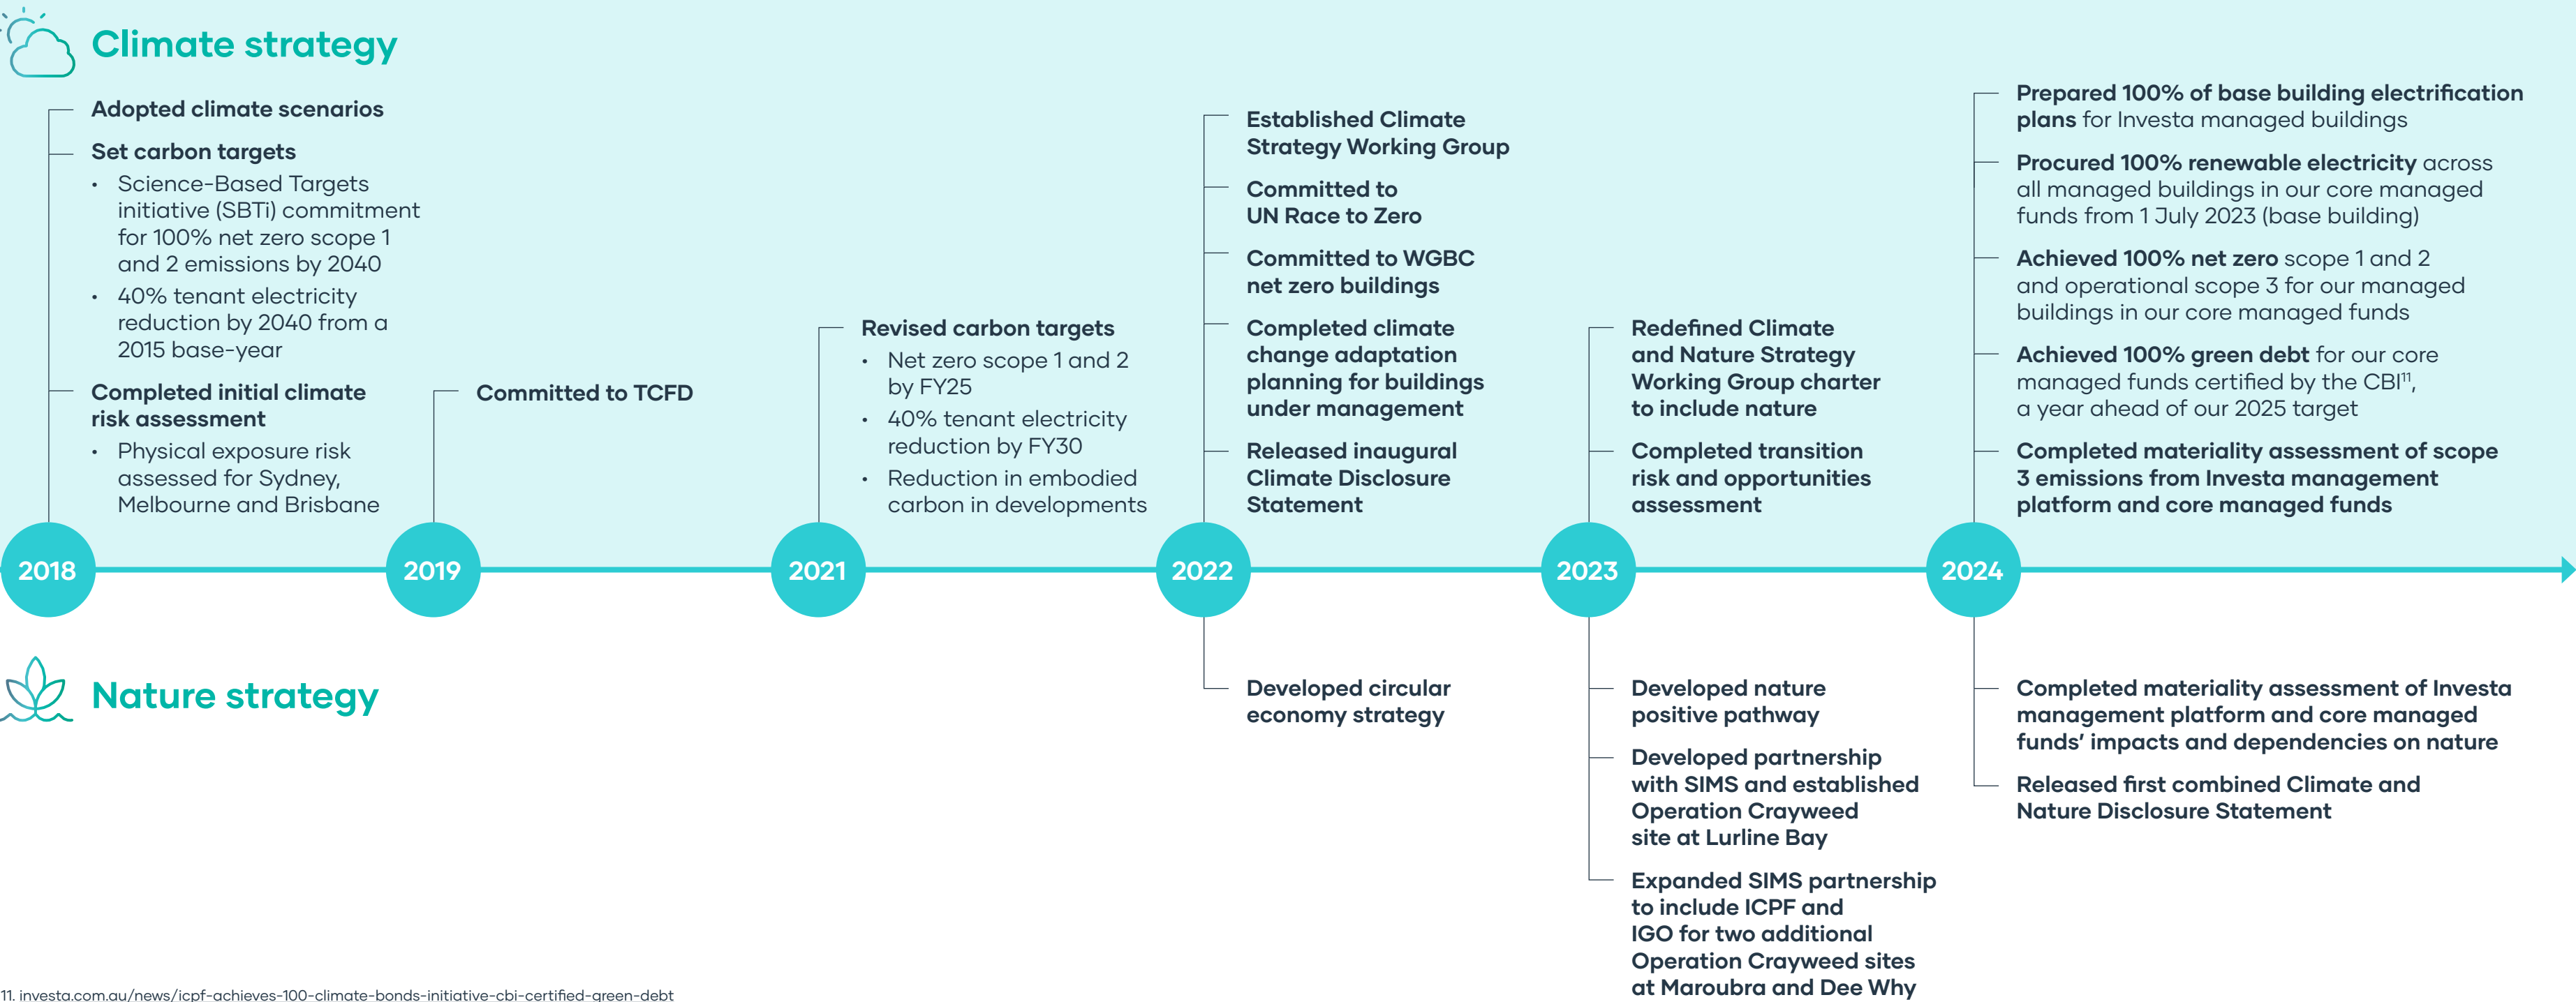 Climate strategy
Adopted climate scenarios
Set carbon targets
• Science-Based Targets
initiative (SBTi) commitment
for 100% net zero scope 1
and 2 emissions by 2040
• 40% tenant electricity
reduction by 2040 from a
2015 base-year
Completed initial climate
risk assessment
• Physical exposure risk
assessed for Sydney,
Melbourne and Brisbane
2018
Committed to TCFD
2019
Revised carbon targets
• Net zero scope 1 and 2
by FY25
• 40% tenant electricity
reduction by FY30
• Reduction in embodied
carbon in developments
2021
Established Climate
Strategy Working Group
Committed to
UN Race to Zero
Committed to WGBC
net zero buildings
Completed climate
change adaptation
planning for buildings
under management
Released inaugural
Climate Disclosure
Statement
2022
Redefined Climate
and Nature Strategy
Working Group charter
to include nature
Completed transition
risk and opportunities
assessment
2023
Prepared 100% of base building electrification
plans for Investa managed buildings
Procured 100% renewable electricity across
all managed buildings in our core managed
funds from 1 July 2023 (base building)
Achieved 100% net zero scope 1 and 2
and operational scope 3 for our managed
buildings in our core managed funds
Achieved 100% green debt for our core
managed funds certified by the CBI¹¹,
a year ahead of our 2025 target
Completed materiality assessment of scope
3 emissions from Investa management
platform and core managed funds
2024
Nature strategy
Developed circular
economy strategy
Developed nature
positive pathway
Developed partnership
with SIMS and established
Operation Crayweed
site at Lurline Bay
Expanded SIMS partnership
to include ICPF and
IGO for two additional
Operation Crayweed sites
at Maroubra and Dee Why
Completed materiality assessment of Investa
management platform and core managed
funds' impacts and dependencies on nature
Released first combined Climate and
Nature Disclosure Statement
11. investa.com.au/news/icpf-achieves-100-climate-bonds-initiative-cbi-certified-green-debt